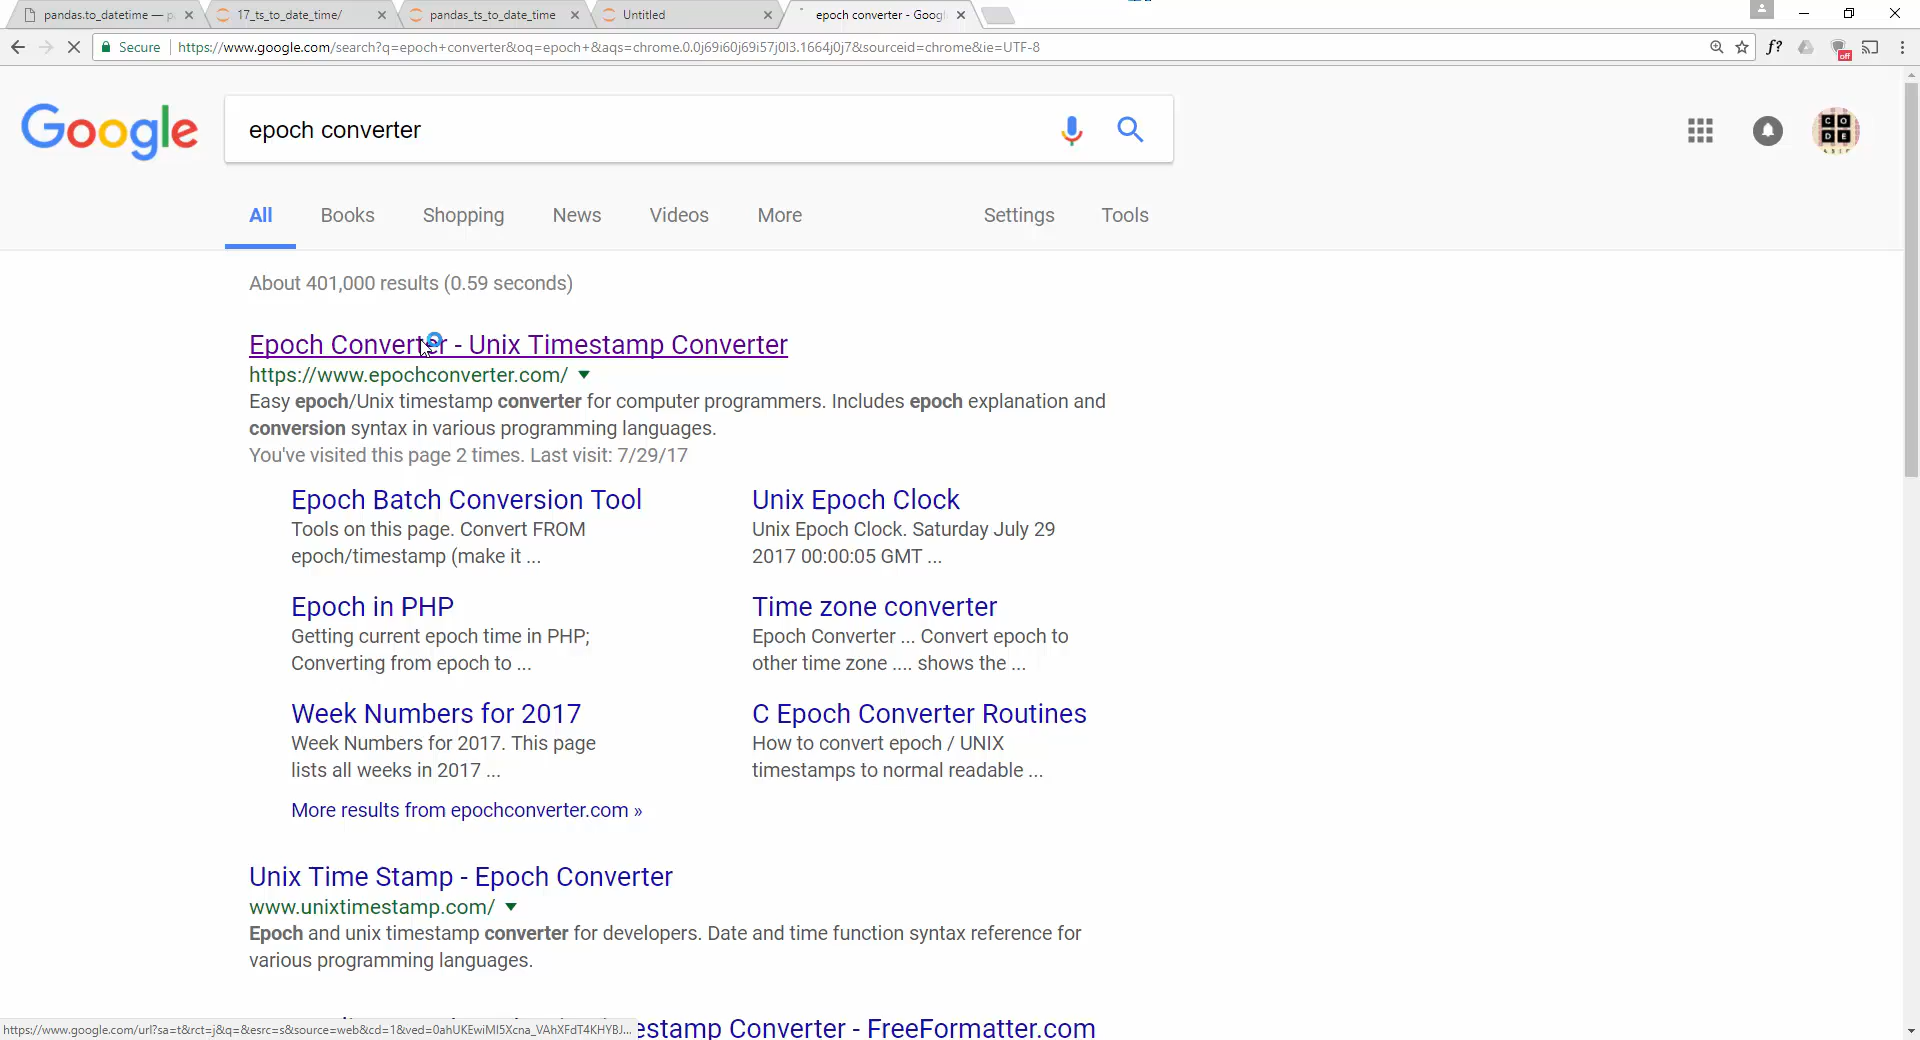 pandas.to_datetime — p
17_ts_to_date_time/
pandas_ts_to_date_time
Untitled
epoch converter - Goog
Secure
https://www.google.com/search?q=epoch+converter&oq=epoch+&aqs=chrome.0.0j69i60j69i57j0l3.1664j0j7&sourceid=chrome&ie=UTF-8
f?
off
Google
epoch converter
CO
DE
All
Books
Shopping
News
Videos
More
Settings
Tools
About 401,000 results (0.59 seconds)
Epoch Converter - Unix Timestamp Converter
https://www.epochconverter.com/
Easy epoch/Unix timestamp converter for computer programmers. Includes epoch explanation and
conversion syntax in various programming languages.
You've visited this page 2 times. Last visit: 7/29/17
Epoch Batch Conversion Tool
Tools on this page. Convert FROM
epoch/timestamp (make it ...
Unix Epoch Clock
Unix Epoch Clock. Saturday July 29
2017 00:00:05 GMT ...
Epoch in PHP
Getting current epoch time in PHP;
Converting from epoch to ...
Time zone converter
Epoch Converter ... Convert epoch to
other time zone .... shows the ...
Week Numbers for 2017
Week Numbers for 2017. This page
lists all weeks in 2017 ...
C Epoch Converter Routines
How to convert epoch / UNIX
timestamps to normal readable ...
More results from epochconverter.com »
Unix Time Stamp - Epoch Converter
www.unixtimestamp.com/
Epoch and unix timestamp converter for developers. Date and time function syntax reference for
various programming languages.
estamp Converter - FreeFormatter.com
https://www.google.com/url?sa=t&rct=j&q=&esrc=s&source=web&cd=1&ved=0ahUKEwiMI5Xcna_VAhXFdT4KHYBJ...